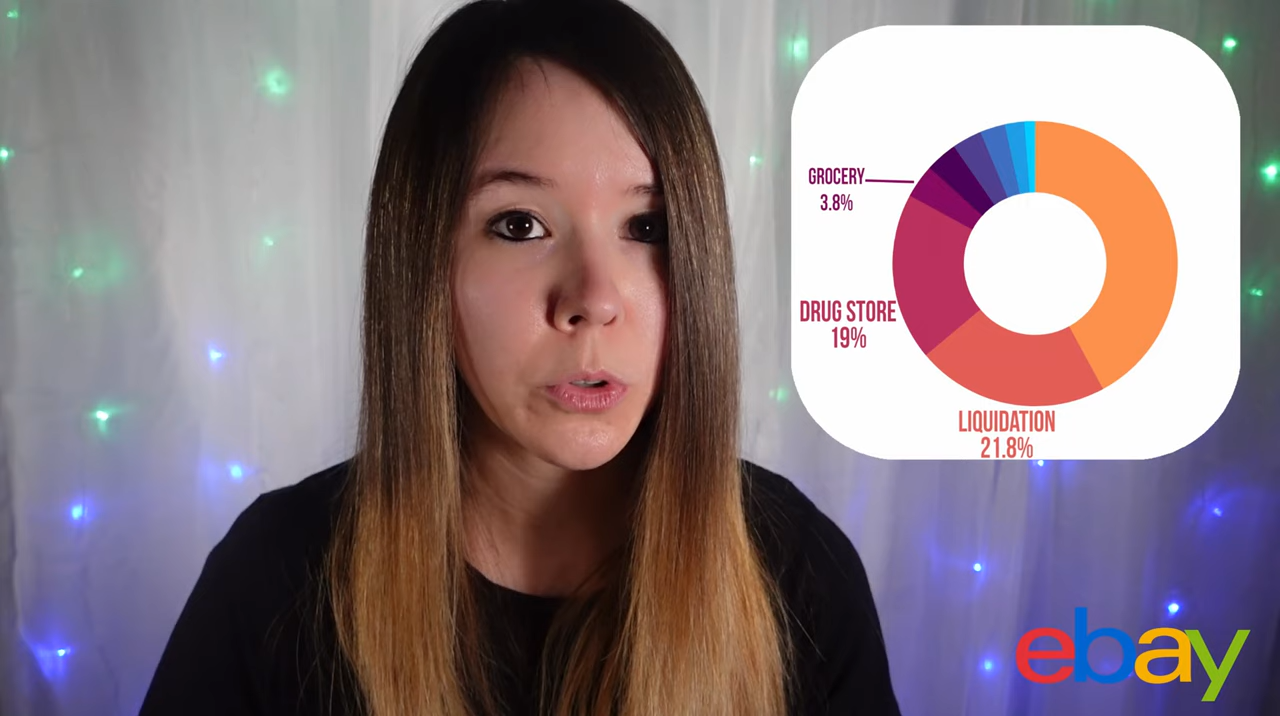 GROCERY
3.8%
DRUG STORE
19%
LIQUIDATION
21.8%
ebay